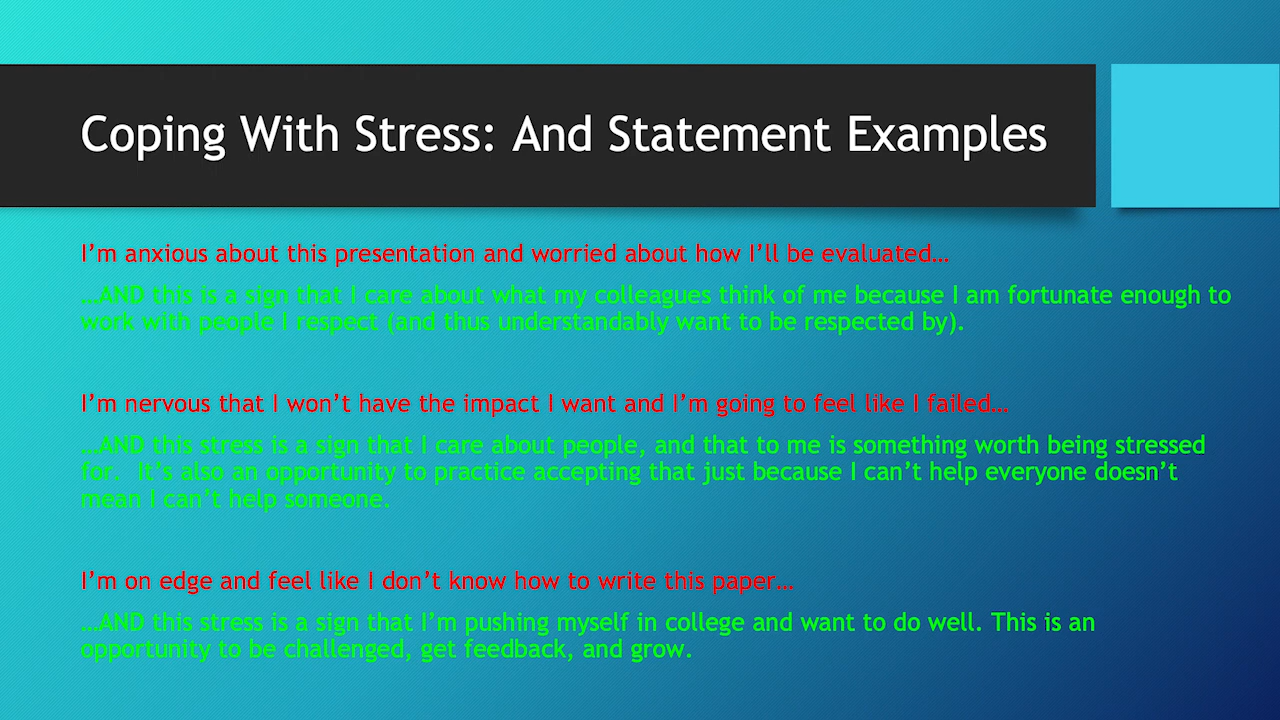 Coping With Stress: And Statement Examples
I’m anxious about this presentation and worried about how I’ll be evaluated…
…AND this is a sign that I care about what my colleagues think of me because I am fortunate enough to
work with people I respect (and thus understandably want to be respected by).
I’m nervous that I won’t have the impact I want and I’m going to feel like I failed…
…AND this stress is a sign that I care about people, and that to me is something worth being stressed
for.  It’s also an opportunity to practice accepting that just because I can’t help everyone doesn’t
mean I can’t help someone.
I’m on edge and feel like I don’t know how to write this paper…
…AND this stress is a sign that I’m pushing myself in college and want to do well. This is an
opportunity to be challenged, get feedback, and grow.